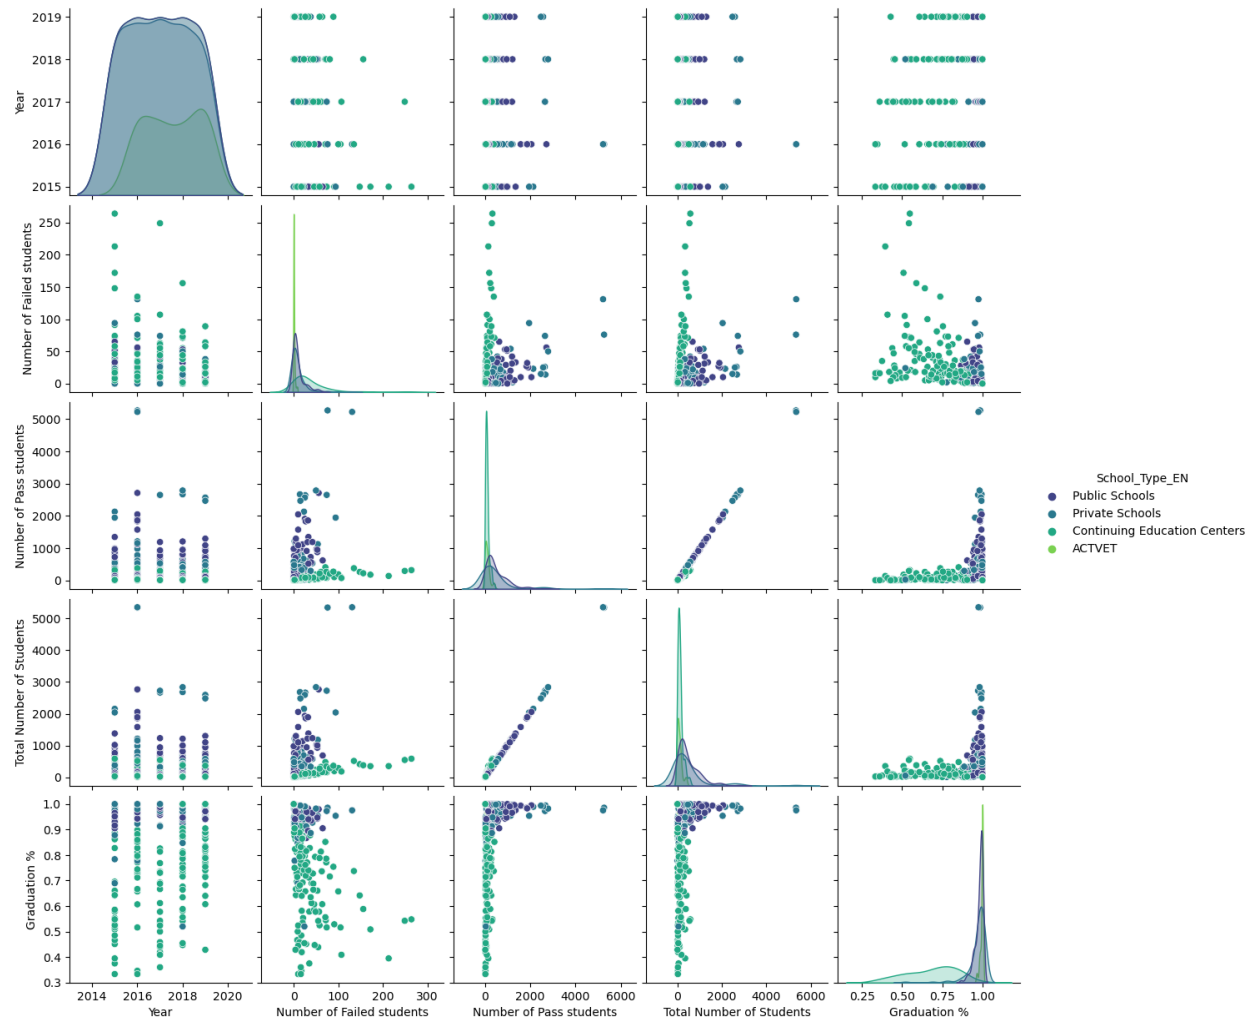 2019
2018
2017
2016
2015
Year
250
200
150
100
50
0
Number of Failed students
5000
4000
3000
2000
1000
0
Number of Pass students
School_Type_EN
Public Schools
Private Schools
Continuing Education Centers
ACTVET
5000
4000
3000
2000
1000
0
Total Number of Students
1.0
0.9
0.8
0.7
0.6
0.5
0.4
0.3
Graduation %
2014 2016 2018 2020
Year
0 100 200 300
Number of Failed students
0 2000 4000 6000
Number of Pass students
0 2000 4000 6000
Total Number of Students
0.25 0.50 0.75 1.00
Graduation %